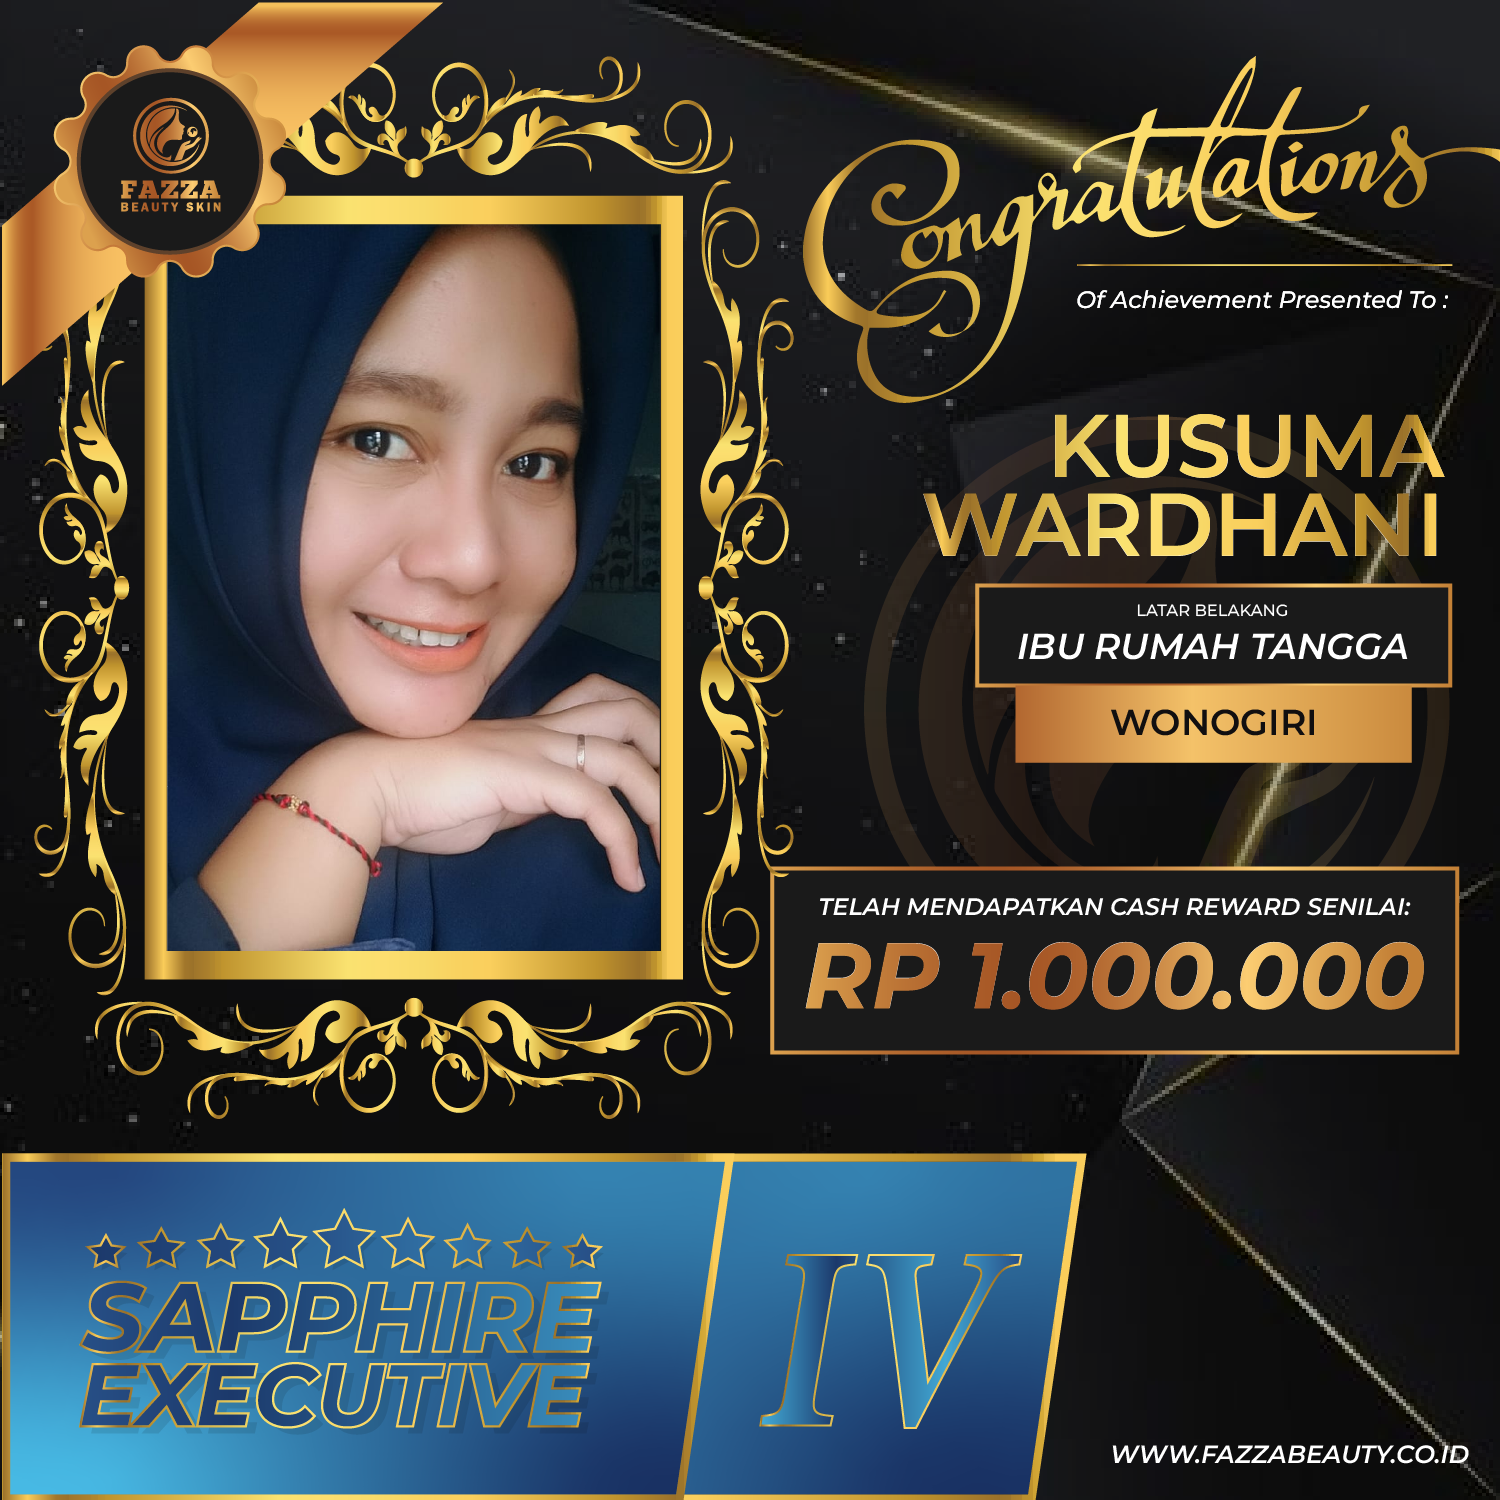 FAZZA
BEAUTY SKIN
Congratulations
Of Achievement Presented To :
KUSUMA
WARDHANI
LATAR BELAKANG
IBU RUMAH TANGGA
WONOGIRI
TELAH MENDAPATKAN CASH REWARD SENILAI:
RP 1.000.000
SAPPHIRE
EXECUTIVE
IV
WWW.FAZZABEAUTY.CO.ID